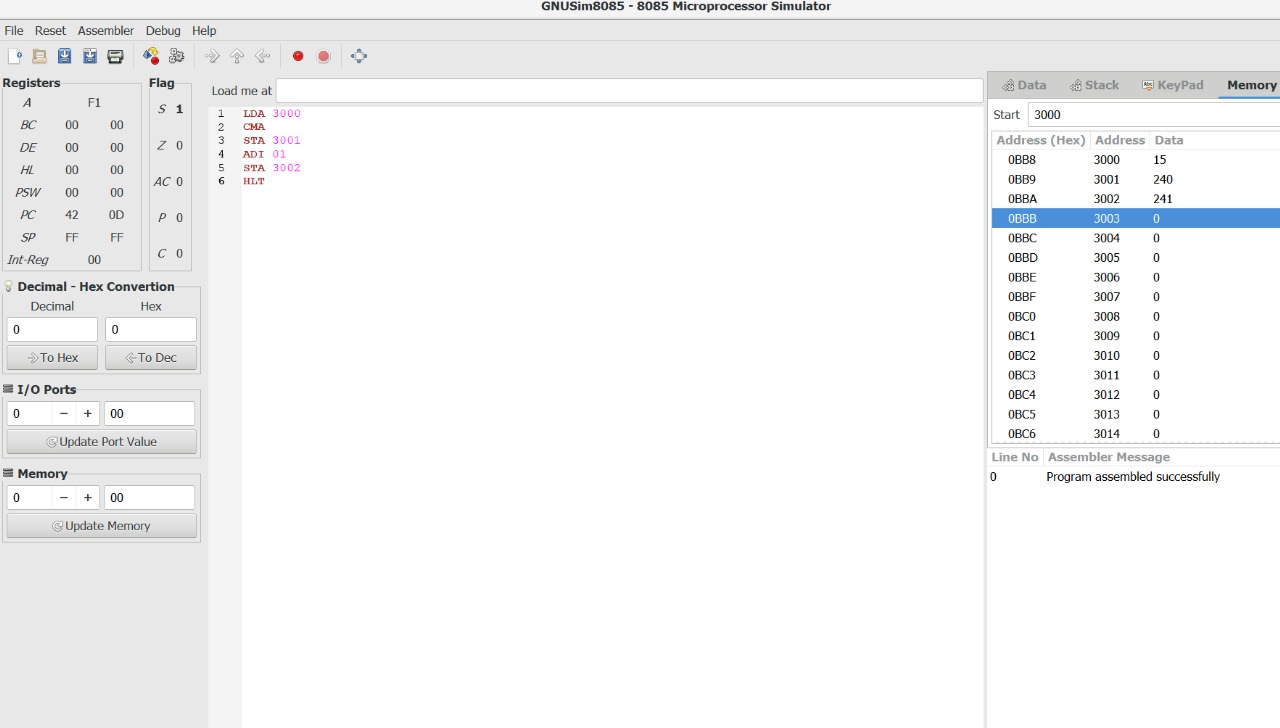 GNUSim8085 - 8085 Microprocessor Simulator
File Reset Assembler Debug Help
Registers
A F1
BC 00 00
DE 00 00
HL 00 00
PSW 00 00
PC 42 0D
SP FF FF
Int-Reg 00
Flag
S 1
Z 0
AC 0
P 0
C 0
Decimal - Hex Convertion
Decimal Hex
0 0
To Hex To Dec
I/O Ports
0 − + 00
Update Port Value
Memory
0 − + 00
Update Memory
Load me at
1 LDA 3000
2 CMA
3 STA 3001
4 ADI 01
5 STA 3002
6 HLT
Data Stack Abc KeyPad Memory
Start 3000
Address (Hex) Address Data
0BB8 3000 15
0BB9 3001 240
0BBA 3002 241
0BBB 3003 0
0BBC 3004 0
0BBD 3005 0
0BBE 3006 0
0BBF 3007 0
0BC0 3008 0
0BC1 3009 0
0BC2 3010 0
0BC3 3011 0
0BC4 3012 0
0BC5 3013 0
0BC6 3014 0
Line No Assembler Message
0 Program assembled successfully